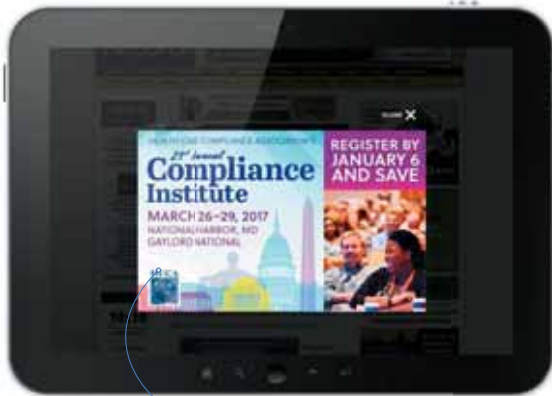 CLOSE X
HEALTH CARE COMPLIANCE ASSOCIATION'S
21st Annual
Compliance
Institute
MARCH 26–29, 2017
NATIONAL HARBOR, MD
GAYLORD NATIONAL
REGISTER BY
JANUARY 6
AND SAVE